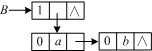 B 1 ∧
0 a 0 b ∧